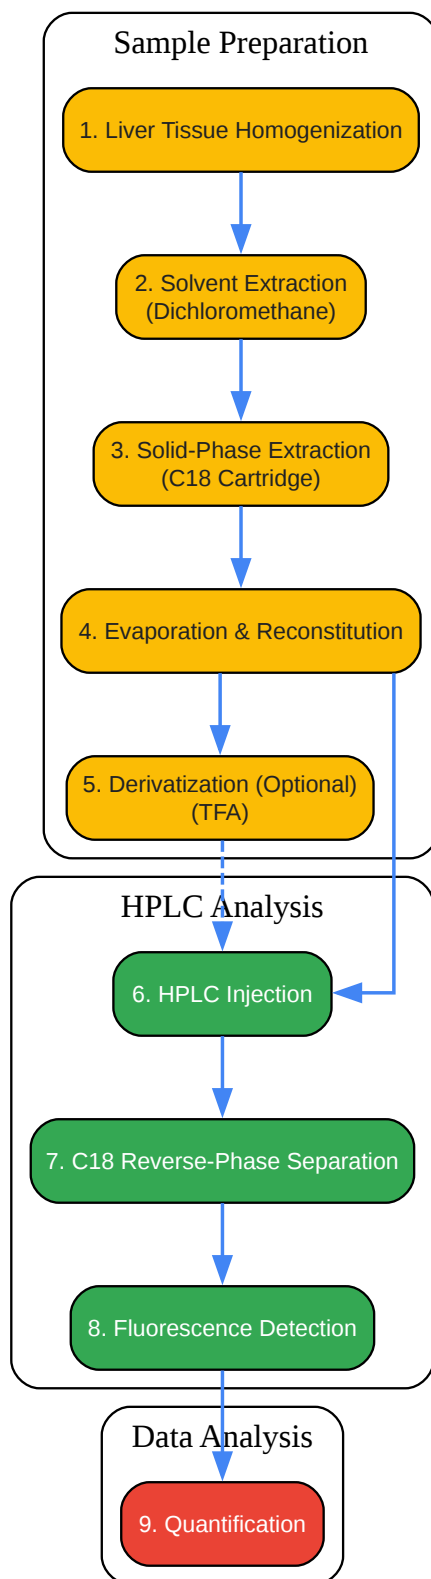 Sample Preparation
1. Liver Tissue Homogenization
2. Solvent Extraction
(Dichloromethane)
3. Solid-Phase Extraction
(C18 Cartridge)
4. Evaporation & Reconstitution
5. Derivatization (Optional)
(TFA)
HPLC Analysis
6. HPLC Injection
7. C18 Reverse-Phase Separation
8. Fluorescence Detection
Data Analysis
9. Quantification